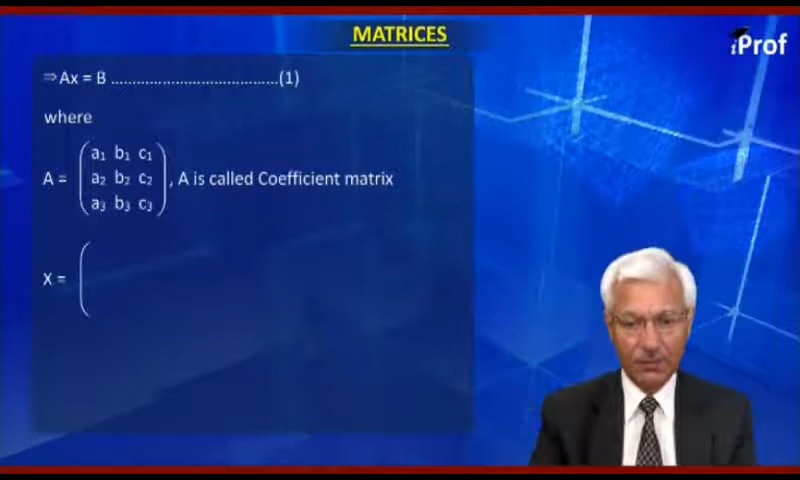 MATRICES
iProf
⇒Ax = B ......................................(1)
where
a₁ b₁ c₁
A = a₂ b₂ c₂ , A is called Coefficient matrix
a₃ b₃ c₃
X = (